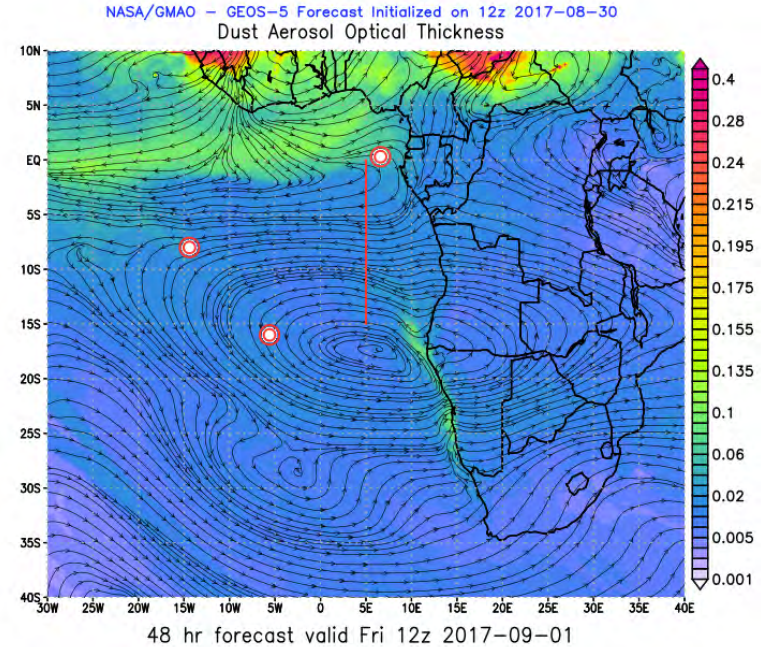 NASA/GMAO - GEOS-5 Forecast Initialized on 12z 2017-08-30
Dust Aerosol Optical Thickness
10N
5N
EQ
5S
10S
15S
20S
25S
30S
35S
40S
30W 25W 20W 15W 10W 5W 0 5E 10E 15E 20E 25E 30E 35E 40E
0.4
0.28
0.24
0.215
0.195
0.175
0.155
0.135
0.1
0.06
0.02
0.005
0.001
48 hr forecast valid Fri 12z 2017-09-01